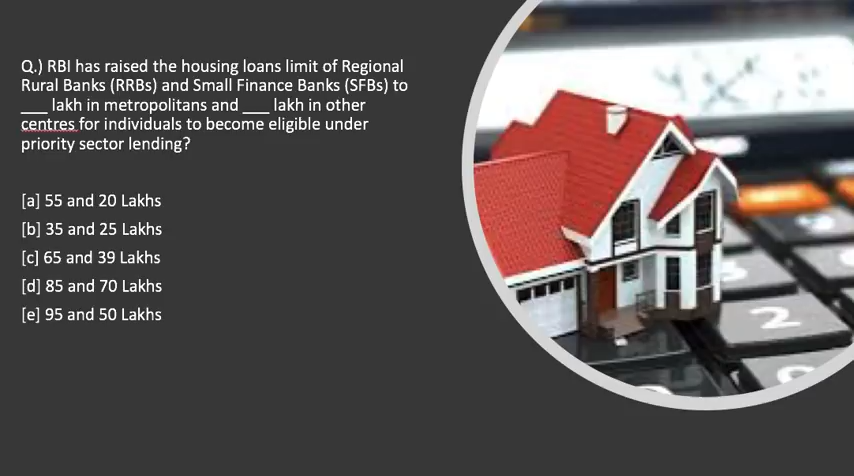 Q.) RBI has raised the housing loans limit of Regional
Rural Banks (RRBs) and Small Finance Banks (SFBs) to
___ lakh in metropolitans and ___ lakh in other
centres for individuals to become eligible under
priority sector lending?
[a] 55 and 20 Lakhs
[b] 35 and 25 Lakhs
[c] 65 and 39 Lakhs
[d] 85 and 70 Lakhs
[e] 95 and 50 Lakhs
2